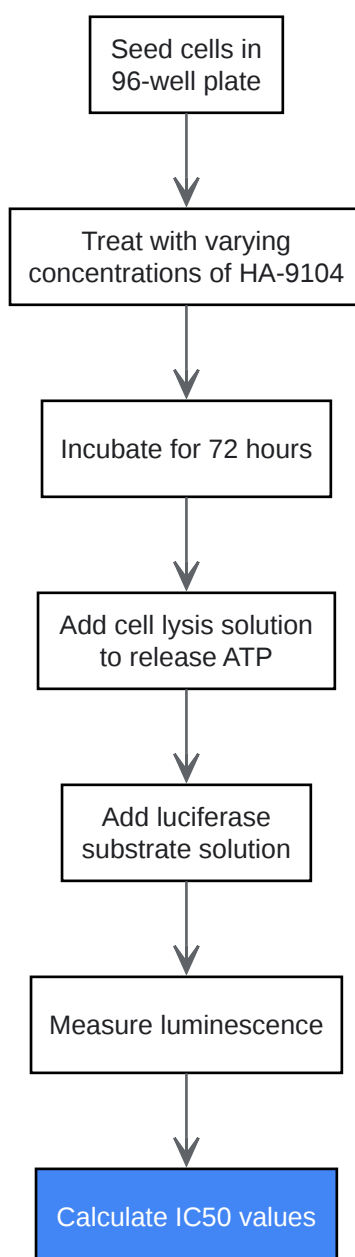 Seed cells in
96-well plate
Treat with varying
concentrations of HA-9104
Incubate for 72 hours
Add cell lysis solution
to release ATP
Add luciferase
substrate solution
Measure luminescence
Calculate IC50 values